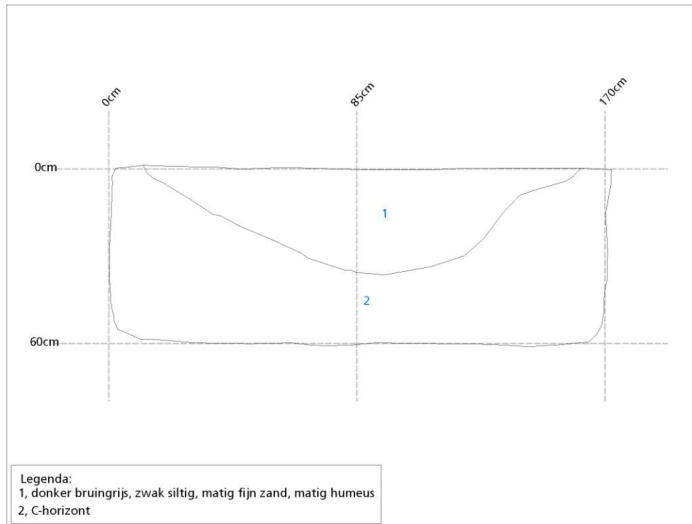 0cm
85cm
170cm
0cm
1
2
60cm
Legenda:
1, donker bruingrijs, zwak siltig, matig fijn zand, matig humeus
2, C-horizont